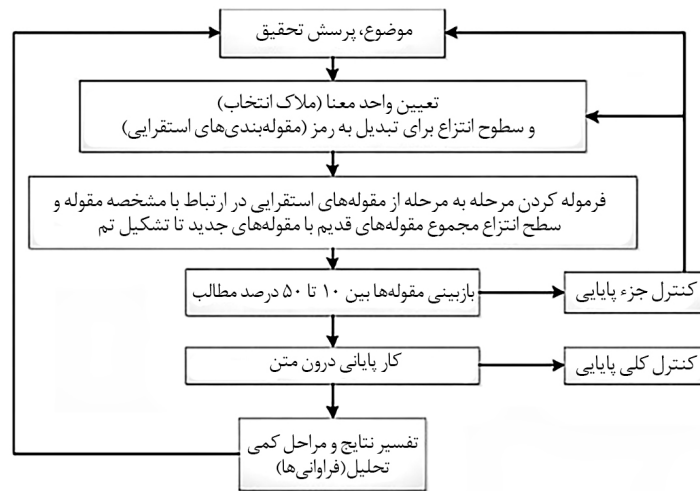 موضوع، پرسش تحقیق
تعیین واحد معنا (ملاک انتخاب)
و سطوح انتزاع برای تبدیل به رمز (مقوله‌بندی‌های استقرایی)
فرموله کردن مرحله به مرحله از مقوله‌های استقرایی در ارتباط با مشخصه مقوله و
سطح انتزاع مجموع مقوله‌های قدیم با مقوله‌های جدید تا تشکیل تم
بازبینی مقوله‌ها بین ۱۰ تا ۵۰ درصد مطالب
کنترل جزء پایایی
کار پایانی درون متن
کنترل کلی پایایی
تفسیر نتایج و مراحل کمی
تحلیل(فراوانی‌ها)